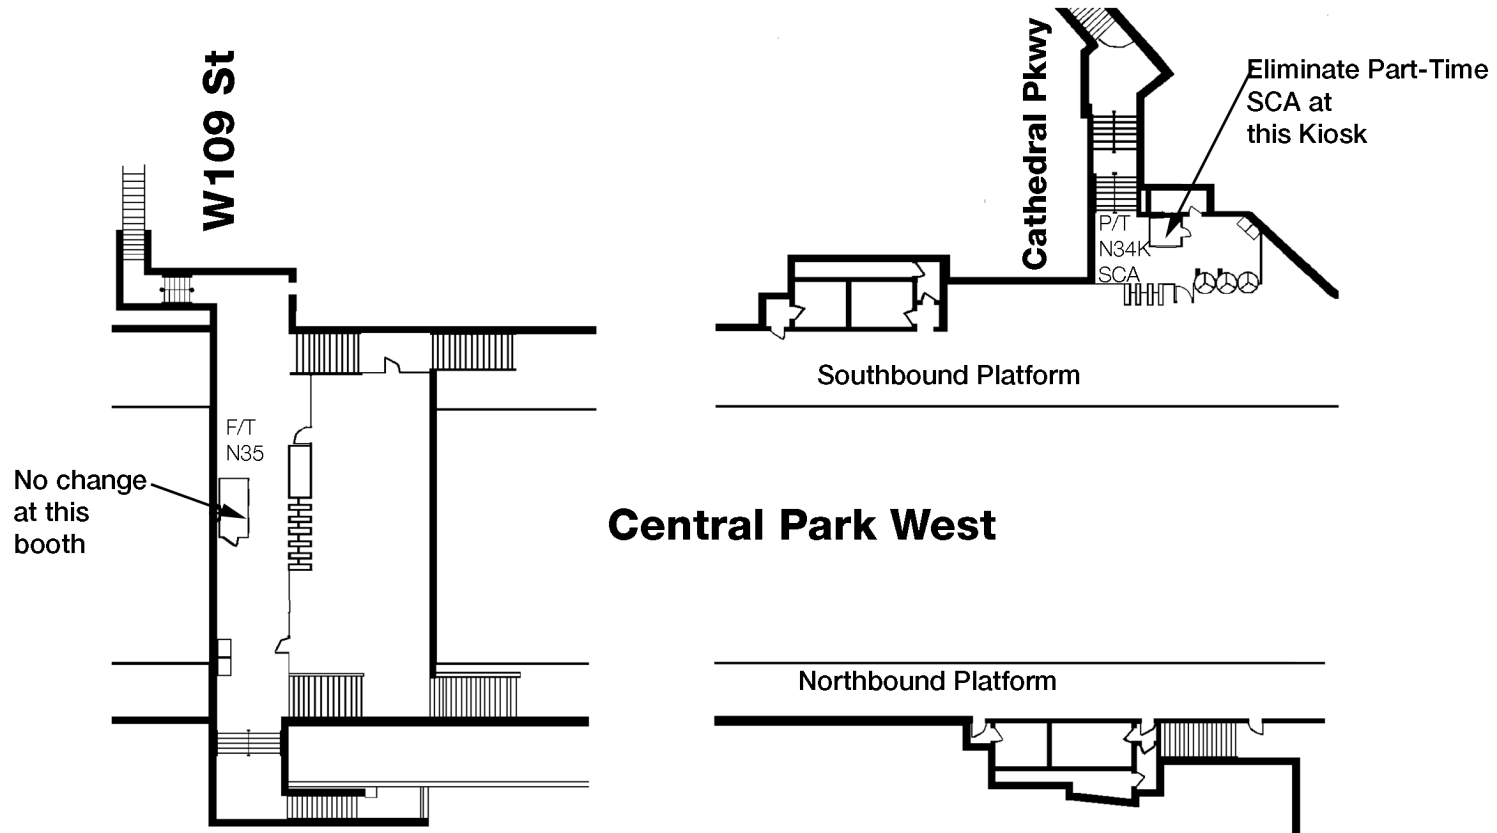 W109 St
Cathedral Pkwy
Eliminate Part-Time
SCA at
this Kiosk
P/T
N34K
SCA
Southbound Platform
F/T
N35
No change
at this
booth
Central Park West
Northbound Platform